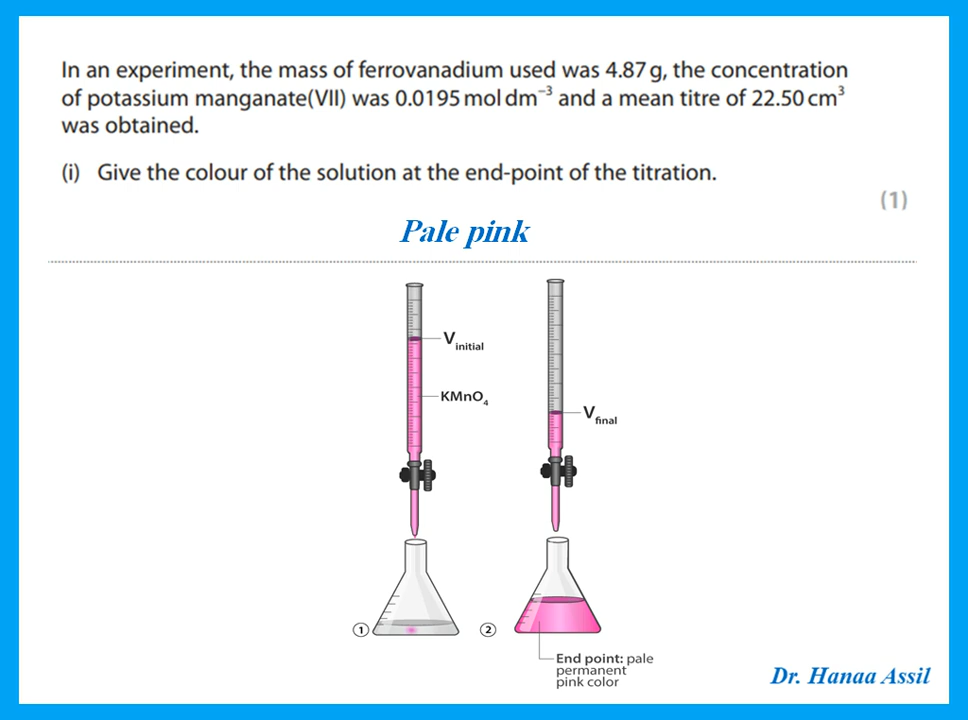 In an experiment, the mass of ferrovanadium used was 4.87 g, the concentration
of potassium manganate(VII) was 0.0195 mol dm⁻³ and a mean titre of 22.50 cm³
was obtained.
(i) Give the colour of the solution at the end-point of the titration.
(1)
Pale pink
V initial
KMnO₄
V final
1
2
End point: pale
permanent
pink color
Dr. Hanaa Assil